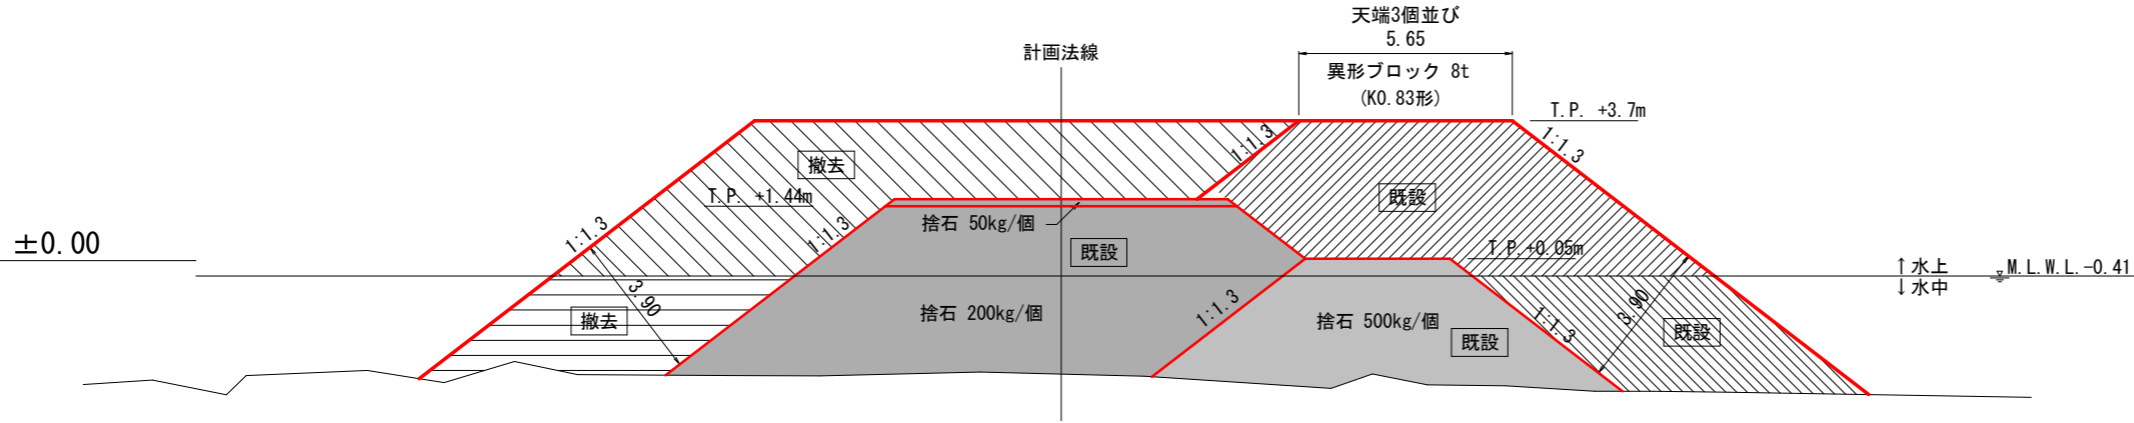 天端3個並び
5.65
計画法線
異形ブロック 8t
(K0.83形)
T.P. +3.7m
1:1.3
1:1.3
撤去
T.P. +1.44m
既設
1:1.3
1:1.3
捨石 50kg/個
既設
±0.00
T.P.+0.05m
↑水上
M.L.W.L.-0.41
↓水中
3.90
3.90
撤去
捨石 200kg/個
1:1.3
捨石 500kg/個
1:1.3
既設
既設